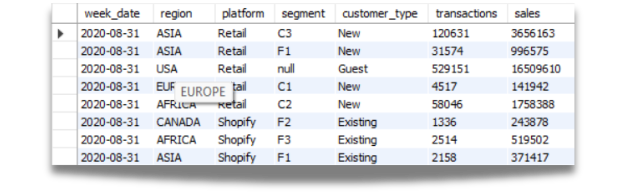 week_date region platform segment customer_type transactions sales
2020-08-31 ASIA Retail C3 New 120631 3656163
2020-08-31 ASIA Retail F1 New 31574 996575
2020-08-31 USA Retail null Guest 529151 16509610
2020-08-31 EUROPE Retail C1 New 4517 141942
2020-08-31 AFRICA Retail C2 New 58046 1758388
2020-08-31 CANADA Shopify F2 Existing 1336 243878
2020-08-31 AFRICA Shopify F3 Existing 2514 519502
2020-08-31 ASIA Shopify F1 Existing 2158 371417